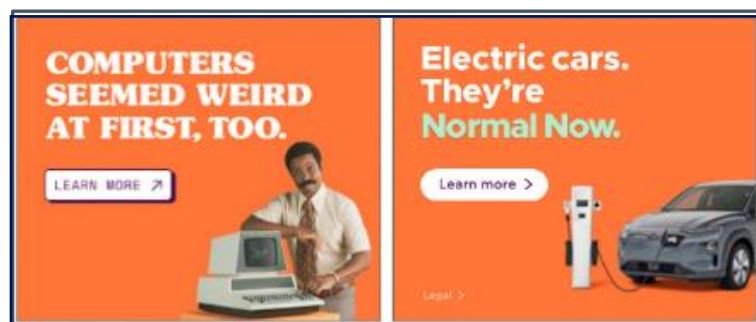 COMPUTERS
SEEMED WEIRD
AT FIRST, TOO.
LEARN MORE
Electric cars.
They're
Normal Now.
Learn more >
Legal >